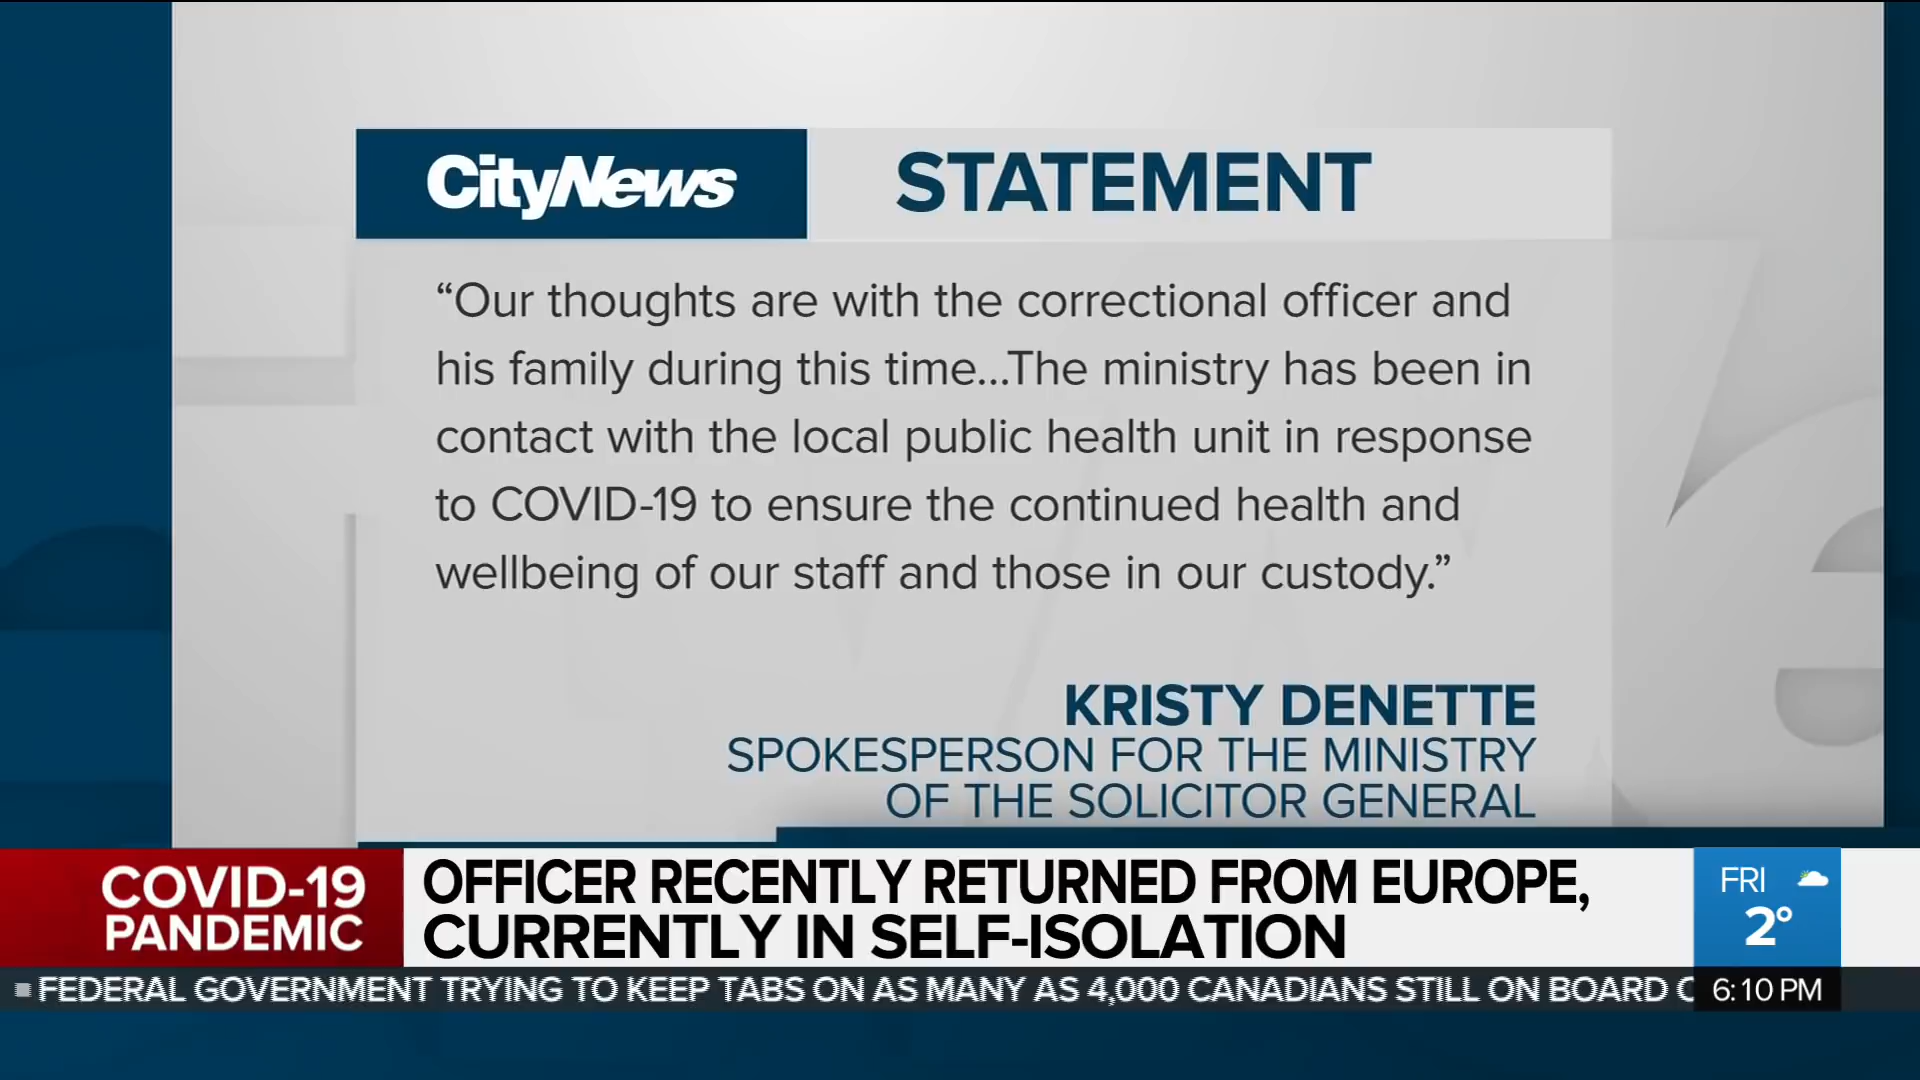 CityNews STATEMENT
“Our thoughts are with the correctional officer and
his family during this time...The ministry has been in
contact with the local public health unit in response
to COVID-19 to ensure the continued health and
wellbeing of our staff and those in our custody.”
KRISTY DENETTE
SPOKESPERSON FOR THE MINISTRY
OF THE SOLICITOR GENERAL
COVID-19
PANDEMIC
OFFICER RECENTLY RETURNED FROM EUROPE,
CURRENTLY IN SELF-ISOLATION
FRI
2°
FEDERAL GOVERNMENT TRYING TO KEEP TABS ON AS MANY AS 4,000 CANADIANS STILL ON BOARD
6:10 PM